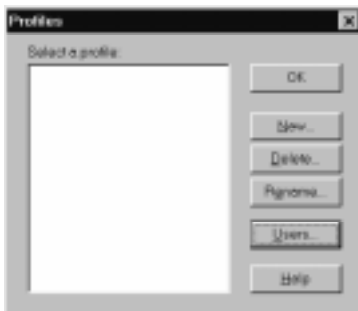 Profiles
Select a profile:
OK
New...
Delete...
Rename...
Users...
Help